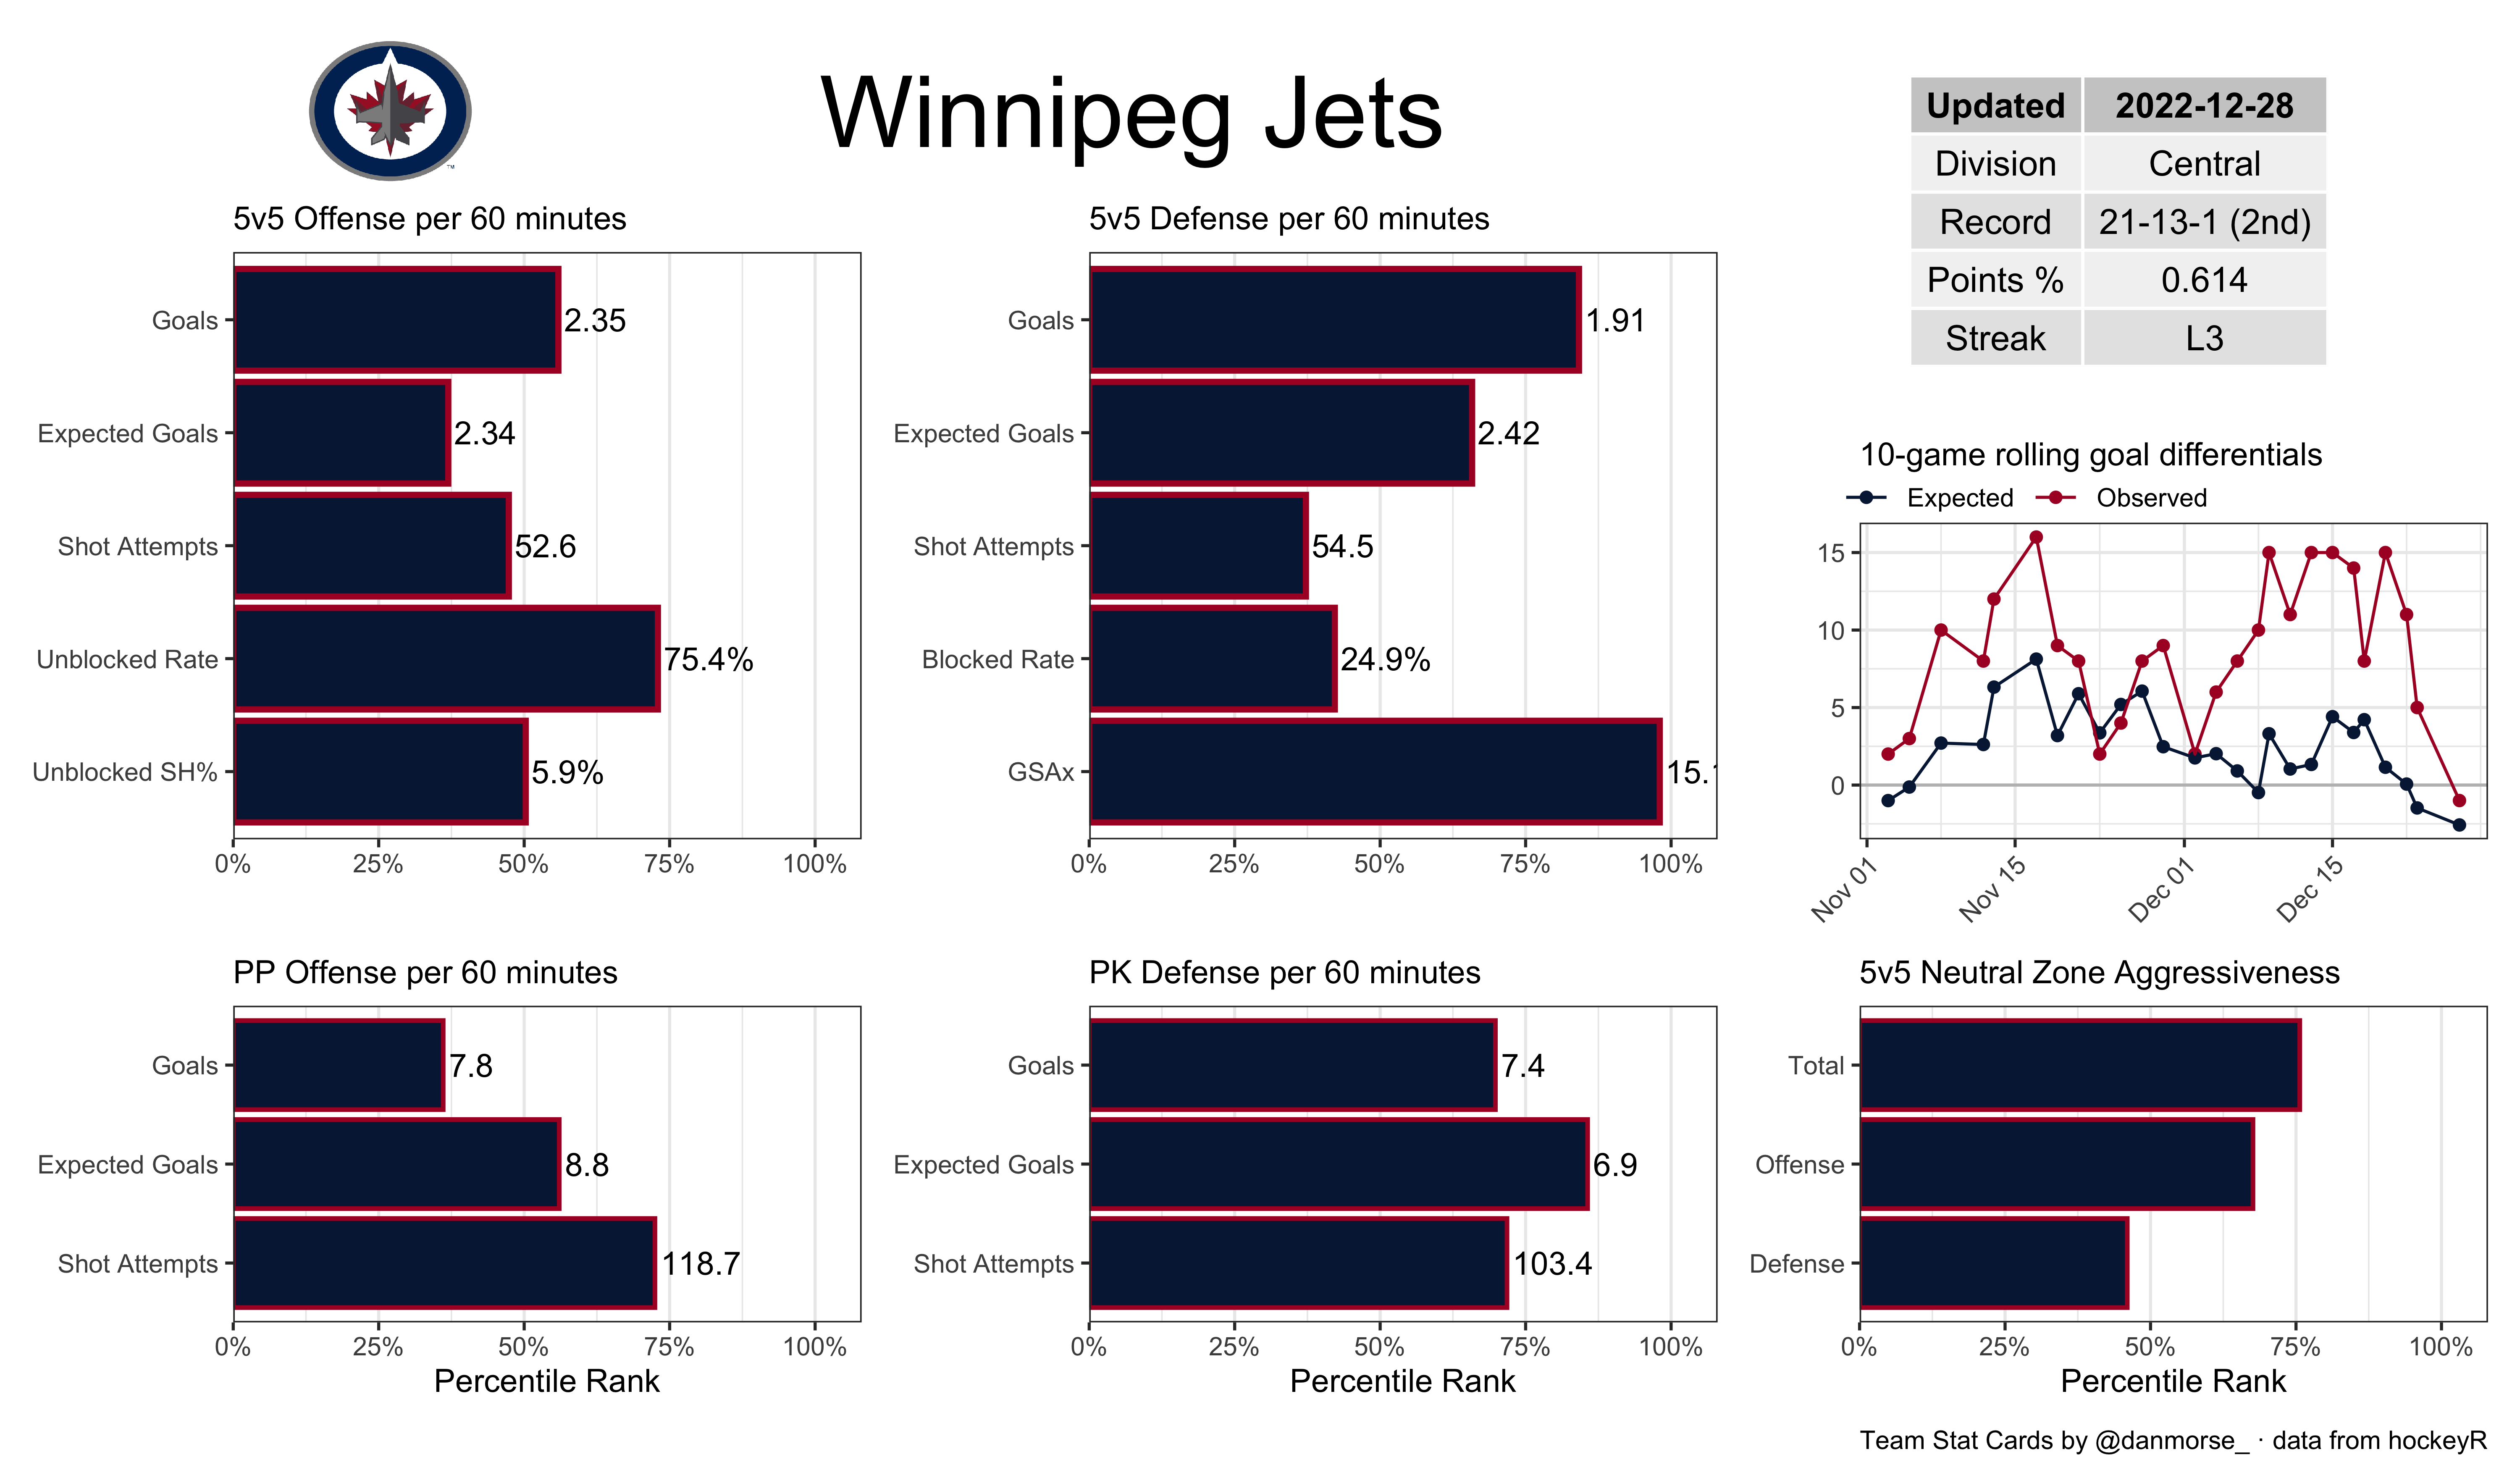 Winnipeg Jets
Updated 2022-12-28
Division Central
Record 21-13-1 (2nd)
Points % 0.614
Streak L3
5v5 Offense per 60 minutes
Goals 2.35
Expected Goals 2.34
Shot Attempts 52.6
Unblocked Rate 75.4%
Unblocked SH% 5.9%
0% 25% 50% 75% 100%
5v5 Defense per 60 minutes
Goals 1.91
Expected Goals 2.42
Shot Attempts 54.5
Blocked Rate 24.9%
GSAx
0% 25% 50% 75% 100%
10-game rolling goal differentials
Expected Observed
15
10
5
0
Nov 01 Nov 15 Dec 01 Dec 15
PP Offense per 60 minutes
Goals 7.8
Expected Goals 8.8
Shot Attempts 118.7
0% 25% 50% 75% 100%
Percentile Rank
PK Defense per 60 minutes
Goals 7.4
Expected Goals 6.9
Shot Attempts 103.4
0% 25% 50% 75% 100%
Percentile Rank
5v5 Neutral Zone Aggressiveness
Total
Offense
Defense
0% 25% 50% 75% 100%
Percentile Rank
Team Stat Cards by @danmorse_ · data from hockeyR